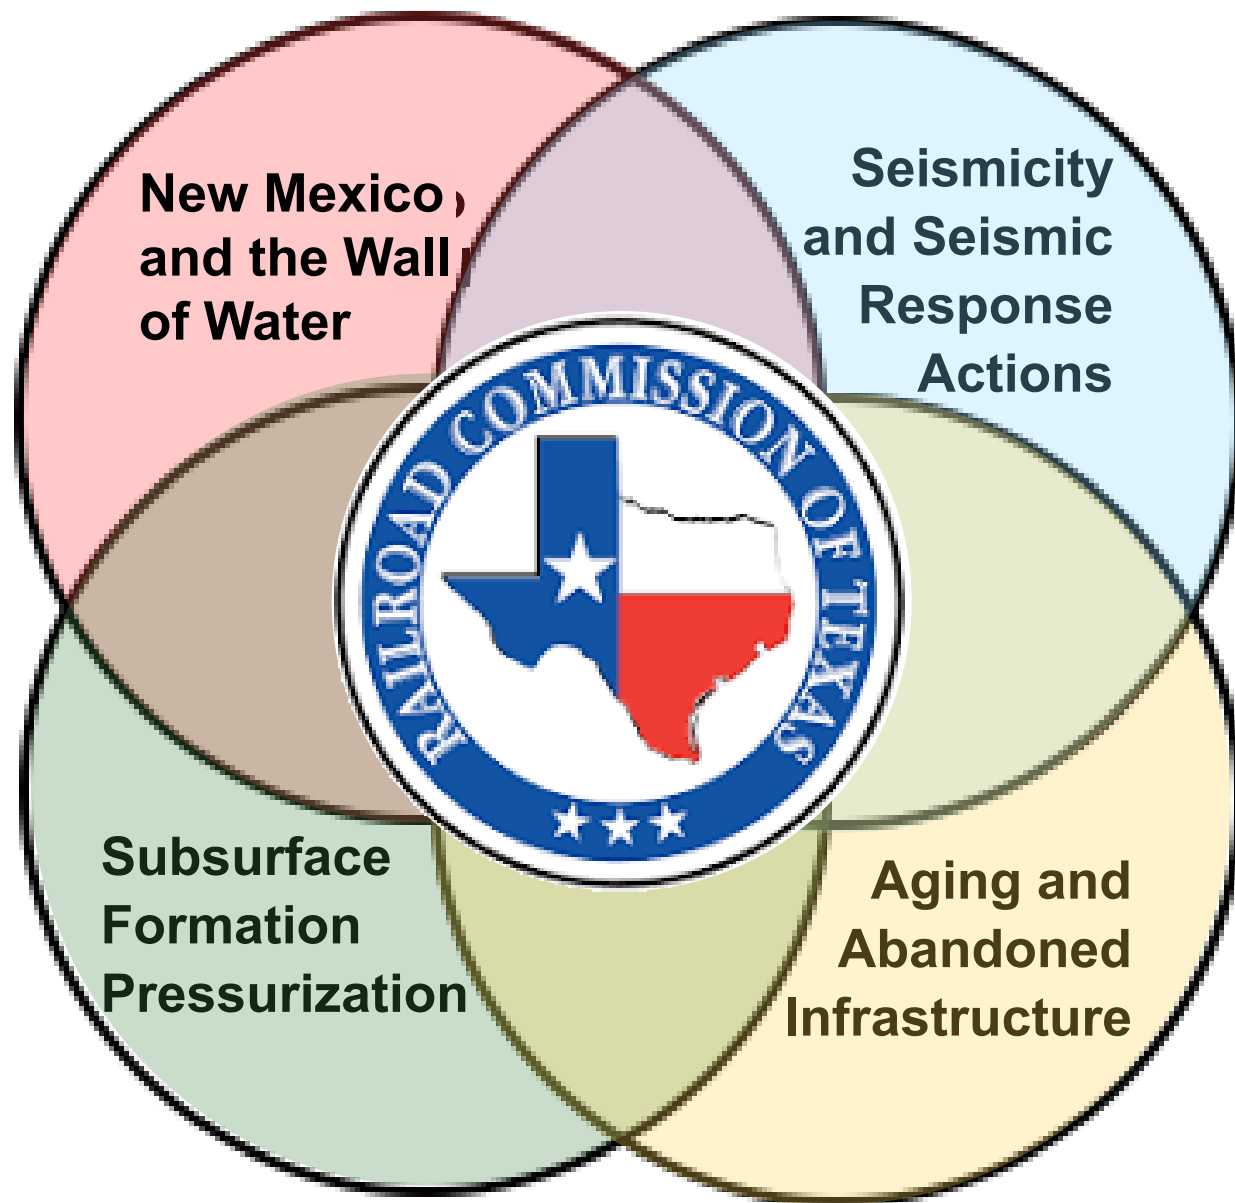 New Mexico
and the Wall
of Water
Seismicity
and Seismic
Response
Actions
RAILROAD COMMISSION OF TEXAS
Subsurface
Formation
Pressurization
Aging and
Abandoned
Infrastructure